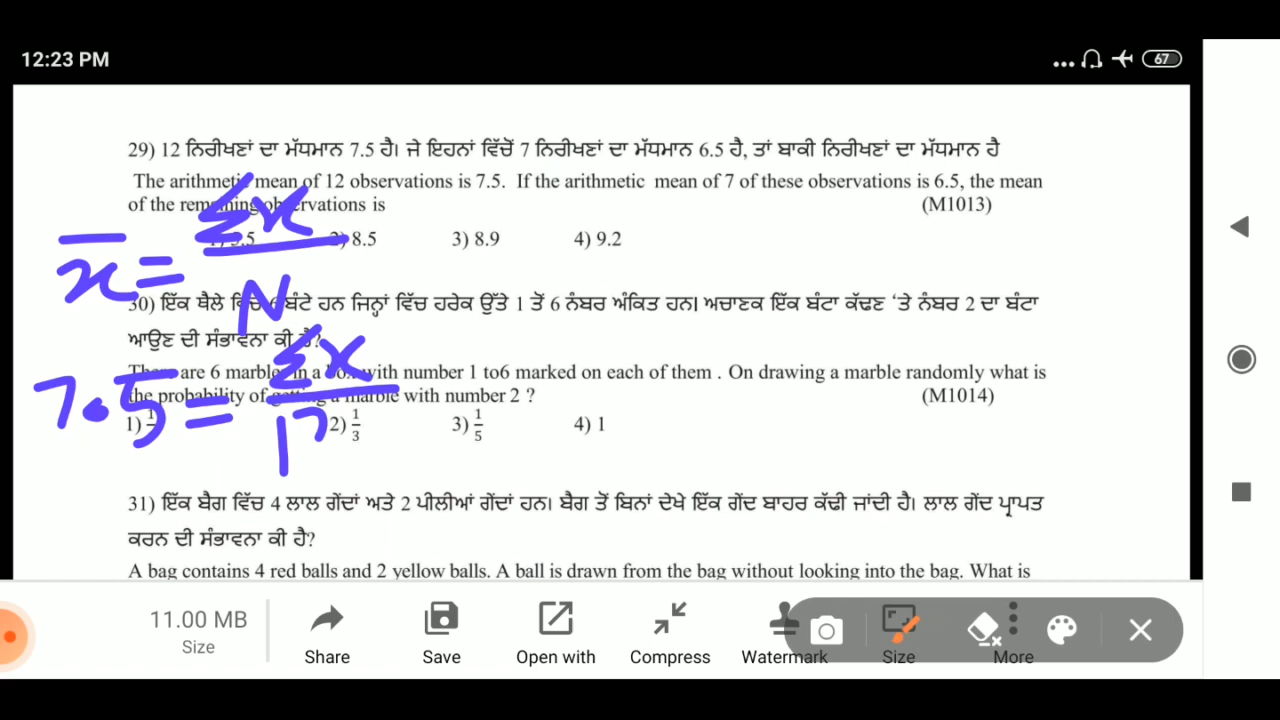 12:23 PM
67
29) 12 ਨਿਰੀਖਣਾਂ ਦਾ ਮੱਧਮਾਨ 7.5 ਹੈ। ਜੇ ਇਹਨਾਂ ਵਿੱਚੋਂ 7 ਨਿਰੀਖਣਾਂ ਦਾ ਮੱਧਮਾਨ 6.5 ਹੈ, ਤਾਂ ਬਾਕੀ ਨਿਰੀਖਣਾਂ ਦਾ ਮੱਧਮਾਨ ਹੈ
The arithmetic mean of 12 observations is 7.5. If the arithmetic mean of 7 of these observations is 6.5, the mean
of the remaining observations is (M1013)
1) 5.5 2) 8.5 3) 8.9 4) 9.2
x̄ = Σx / N
30) ਇੱਕ ਥੈਲੇ ਵਿੱਚ 6 ਬੰਟੇ ਹਨ ਜਿਨ੍ਹਾਂ ਵਿੱਚ ਹਰੇਕ ਉੱਤੇ 1 ਤੋਂ 6 ਨੰਬਰ ਅੰਕਿਤ ਹਨ। ਅਚਾਣਕ ਇੱਕ ਬੰਟਾ ਕੱਢਣ ‘ਤੇ ਨੰਬਰ 2 ਦਾ ਬੰਟਾ
ਆਉਣ ਦੀ ਸੰਭਾਵਨਾ ਕੀ ਹੈ?
There are 6 marbles in a box with number 1 to6 marked on each of them . On drawing a marble randomly what is
the probability of getting a marble with number 2 ? (M1014)
7.5 = Σx
1) 2) 1/3 3) 1/5 4) 1
31) ਇੱਕ ਬੈਗ ਵਿੱਚ 4 ਲਾਲ ਗੇਂਦਾਂ ਅਤੇ 2 ਪੀਲੀਆਂ ਗੇਂਦਾਂ ਹਨ। ਬੈਗ ਤੋਂ ਬਿਨਾਂ ਦੇਖੇ ਇੱਕ ਗੇਂਦ ਬਾਹਰ ਕੱਢੀ ਜਾਂਦੀ ਹੈ। ਲਾਲ ਗੇਂਦ ਪ੍ਰਾਪਤ
ਕਰਨ ਦੀ ਸੰਭਾਵਨਾ ਕੀ ਹੈ?
A bag contains 4 red balls and 2 yellow balls. A ball is drawn from the bag without looking into the bag. What is
11.00 MB
Size
Share Save Open with Compress Watermark Size More